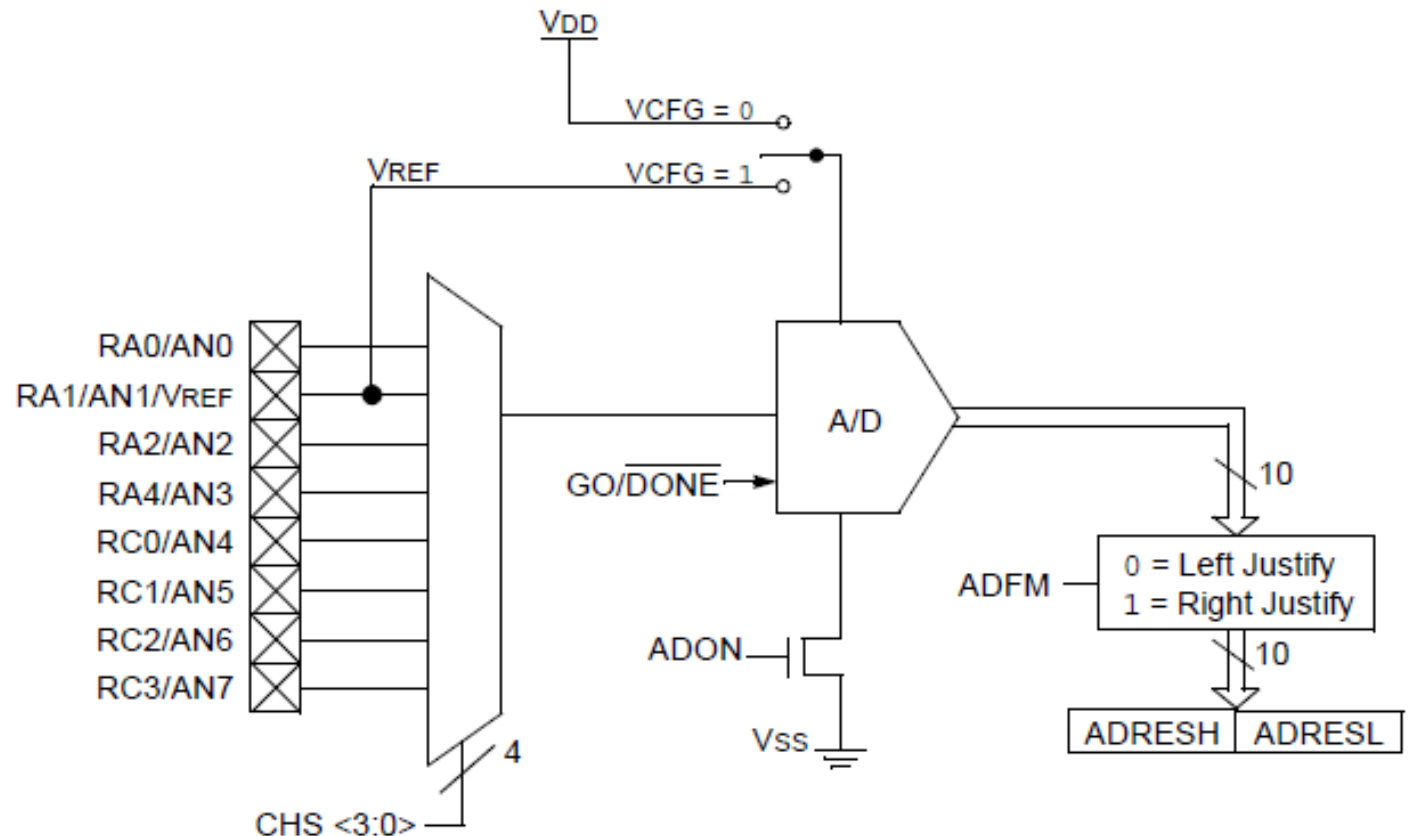 VDD
VCFG = 0
VREF
VCFG = 1
RA0/AN0
RA1/AN1/VREF
RA2/AN2
RA4/AN3
RC0/AN4
RC1/AN5
RC2/AN6
RC3/AN7
A/D
GO/DONE
10
0 = Left Justify
1 = Right Justify
ADFM
10
ADON
ADRESH ADRESL
VSS
4
CHS <3:0>